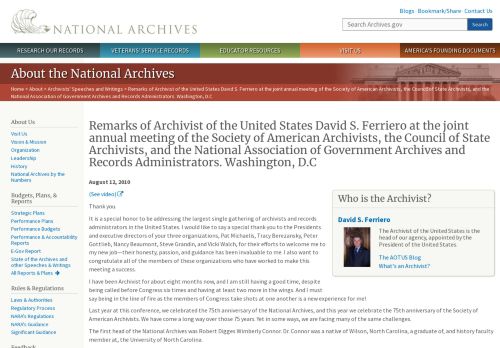 NATIONAL ARCHIVES
Blogs · Bookmark/Share · Contact Us
Search Archives.gov
Search
RESEARCH OUR RECORDS
VETERANS' SERVICE RECORDS
EDUCATOR RESOURCES
VISIT US
AMERICA'S FOUNDING DOCUMENTS
About the National Archives
Home > About > Archivists' Speeches and Writings > Remarks of Archivist of the United States David S. Ferriero at the joint annual meeting of the Society of American Archivists, the Council of State Archivists, and the
National Association of Government Archives and Records Administrators. Washington, D.C
About Us
Visit Us
Vision & Mission
Organization
Leadership
History
National Archives by the
Numbers
Budgets, Plans, &
Reports
Strategic Plans
Performance Plans
Performance Budgets
Performance & Accountability
Reports
E-Gov Report
State of the Archives and
other Speeches & Writings
All Reports & Plans
Rules & Regulations
Laws & Authorities
Regulatory Process
NARA's Regulations
NARA's Guidance
Significant Guidance
Remarks of Archivist of the United States David S. Ferriero at the joint
annual meeting of the Society of American Archivists, the Council of State
Archivists, and the National Association of Government Archives and
Records Administrators. Washington, D.C
August 12, 2010
(See video)
Thank you
It is a special honor to be addressing the largest single gathering of archivists and records
administrators in the United States. I would like to say a special thank you to the Presidents
and executive directors of your three organizations, Pat Michaelis, Tracy Berezansky, Peter
Gottlieb, Nancy Beaumont, Steve Grandin, and Vicki Walch, for their efforts to welcome me to
my new job—their honesty, passion, and guidance has been invaluable to me. I also want to
congratulate all of the members of these organizations who have worked to make this
meeting a success.
I have been Archivist for about eight months now, and I am still having a good time, despite
being called before Congress six times and having at least two more in the wings. And I must
say being in the line of fire as the members of Congress take shots at one another is a new experience for me!
Last year at this conference, we celebrated the 75th anniversary of the National Archives, and this year we celebrate the 75th anniversary of the Society of
American Archivists. We have come a long way over those 75 years. Yet in some ways, we are facing many of the same challenges.
The first head of the National Archives was Robert Digges Wimberly Connor. Dr. Connor was a native of Wilson, North Carolina, a graduate of, and history faculty
member at, the University of North Carolina.
Who is the Archivist?
David S. Ferriero
The Archivist of the United States is the
head of our agency, appointed by the
President of the United States.
The AOTUS Blog
What's an Archivist?